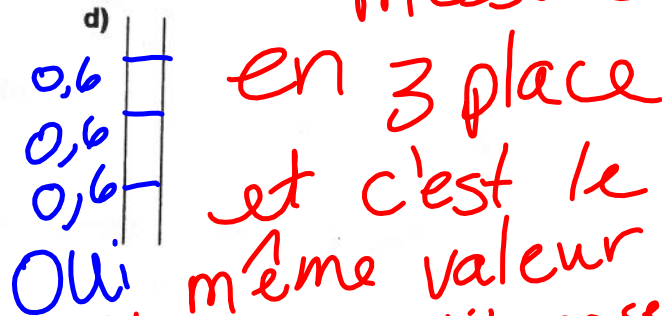 d)
0,6
0,6
0,6
oui
en 3 place
et c'est le
même valeur